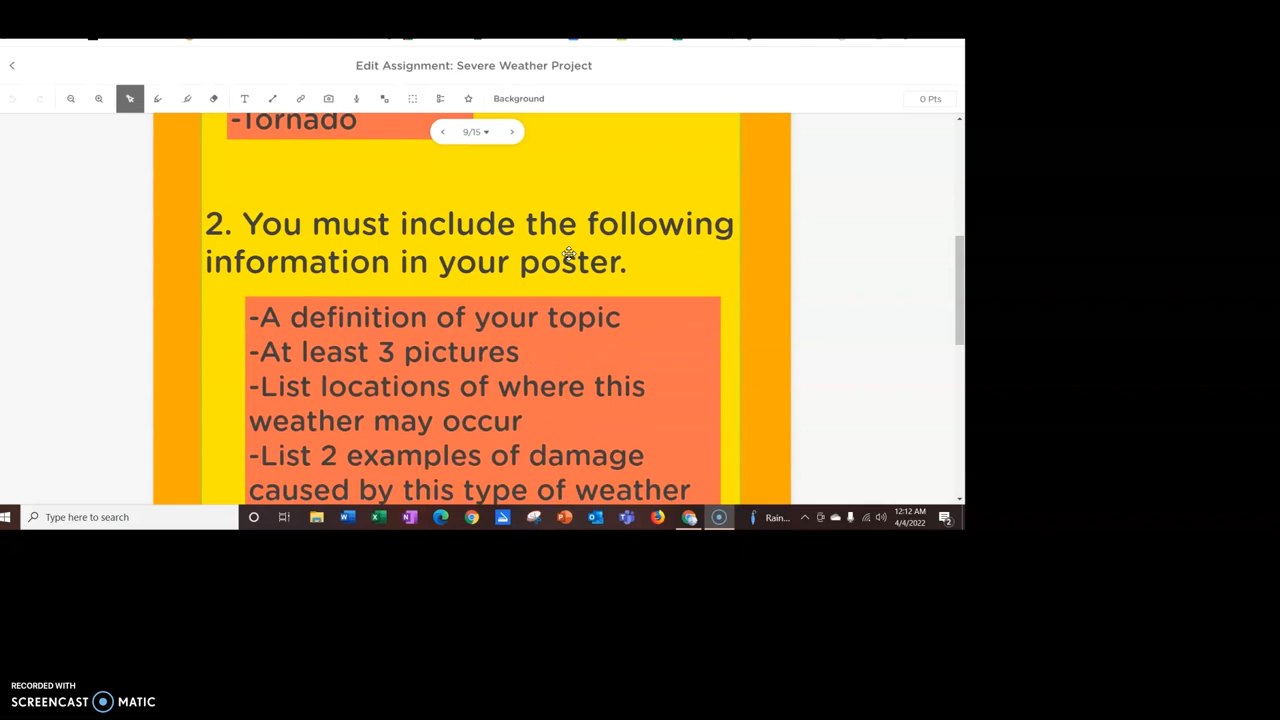 Edit Assignment: Severe Weather Project
Background
0 Pts
-Tornado
9/15
2. You must include the following
information in your poster.
-A definition of your topic
-At least 3 pictures
-List locations of where this
weather may occur
-List 2 examples of damage
caused by this type of weather
Type here to search
Rain...
12:12 AM
4/4/2022
2
RECORDED WITH
SCREENCAST MATIC